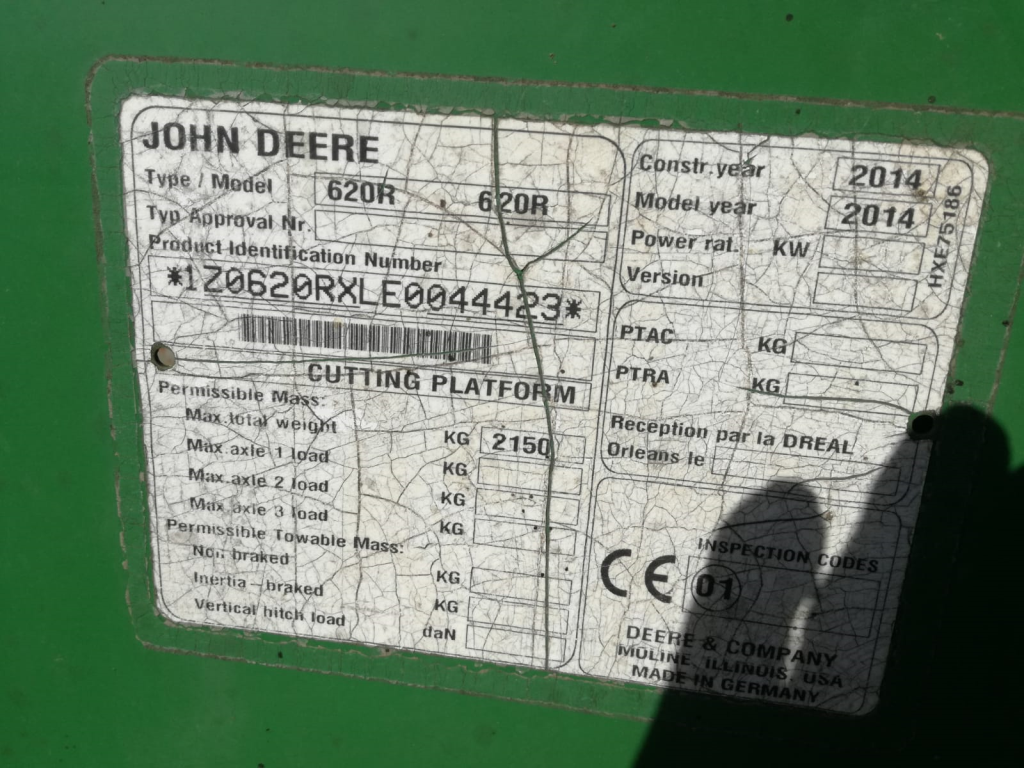 JOHN DEERE
Type / Model 620R 620R
Typ Approval Nr.
Product Identification Number
*1Z0620RXLE0044423*
CUTTING PLATFORM
Permissible Mass:
Max.total weight KG 2150
Max.axle 1 load KG
Max.axle 2 load KG
Max.axle 3 load KG
Permissible Towable Mass:
Non braked KG
Inertia-braked KG
Vertical hitch load daN
Constr.year 2014
Model year 2014
Power rat. KW
Version
HXE75186
PTAC KG
PTRA KG
Reception par la DREAL
Orleans le
INSPECTION CODES
CE 01
DEERE & COMPANY
MOLINE, ILLINOIS, USA
MADE IN GERMANY